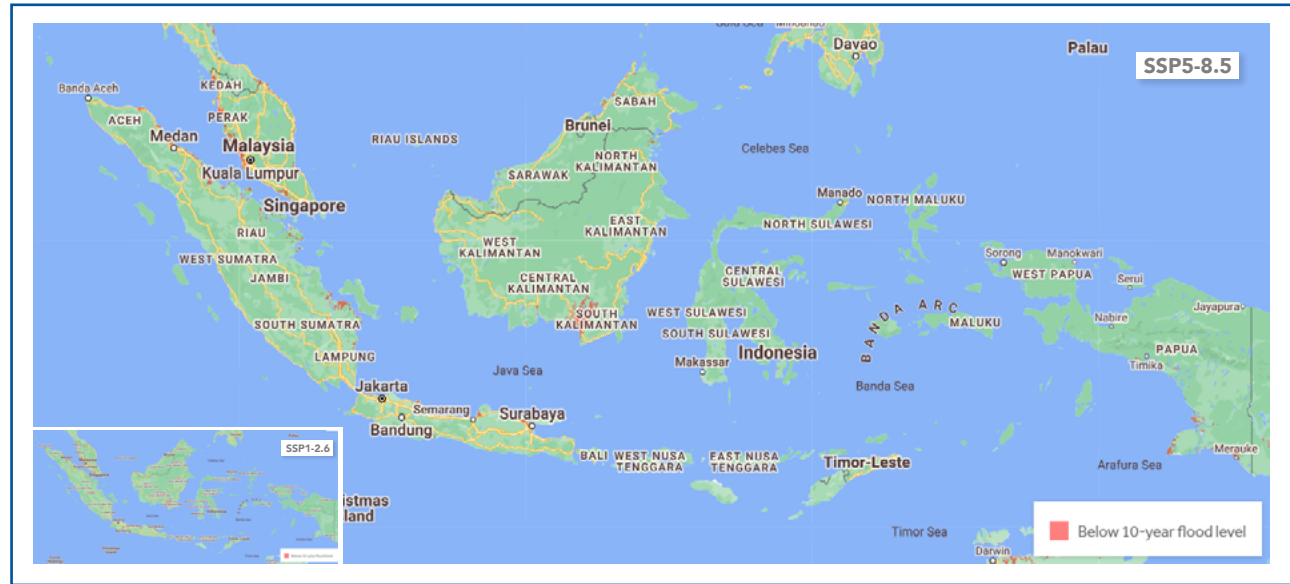 Mindanao
Davao
Palau
SSP5-8.5
KEDAH
Banda Aceh
ACEH
PERAK
SABAH
Medan
Malaysia
RIAU ISLANDS
Brunei
Celebes Sea
Kuala Lumpur
NORTH
KALIMANTAN
SARAWAK
Singapore
Manado
NORTH MALUKU
RIAU
EAST
KALIMANTAN
NORTH SULAWESI
WEST
KALIMANTAN
WEST SUMATRA
JAMBI
CENTRAL
KALIMANTAN
CENTRAL
SULAWESI
Sorong
Manokwari
WEST PAPUA
Serui
Jayapura
SOUTH SUMATRA
SOUTH
KALIMANTAN
WEST SULAWESI
SOUTH SULAWESI
BANDA ARC
MALUKU
Nabire
LAMPUNG
Java Sea
Makassar
Indonesia
PAPUA
Timika
Jakarta
Banda Sea
Semarang
Surabaya
Bandung
BALI
WEST NUSA
TENGGARA
EAST NUSA
TENGGARA
Timor-Leste
Arafura Sea
Merauke
SSP1-2.6
istmas
land
Timor Sea
Darwin
Below 10-year flood level